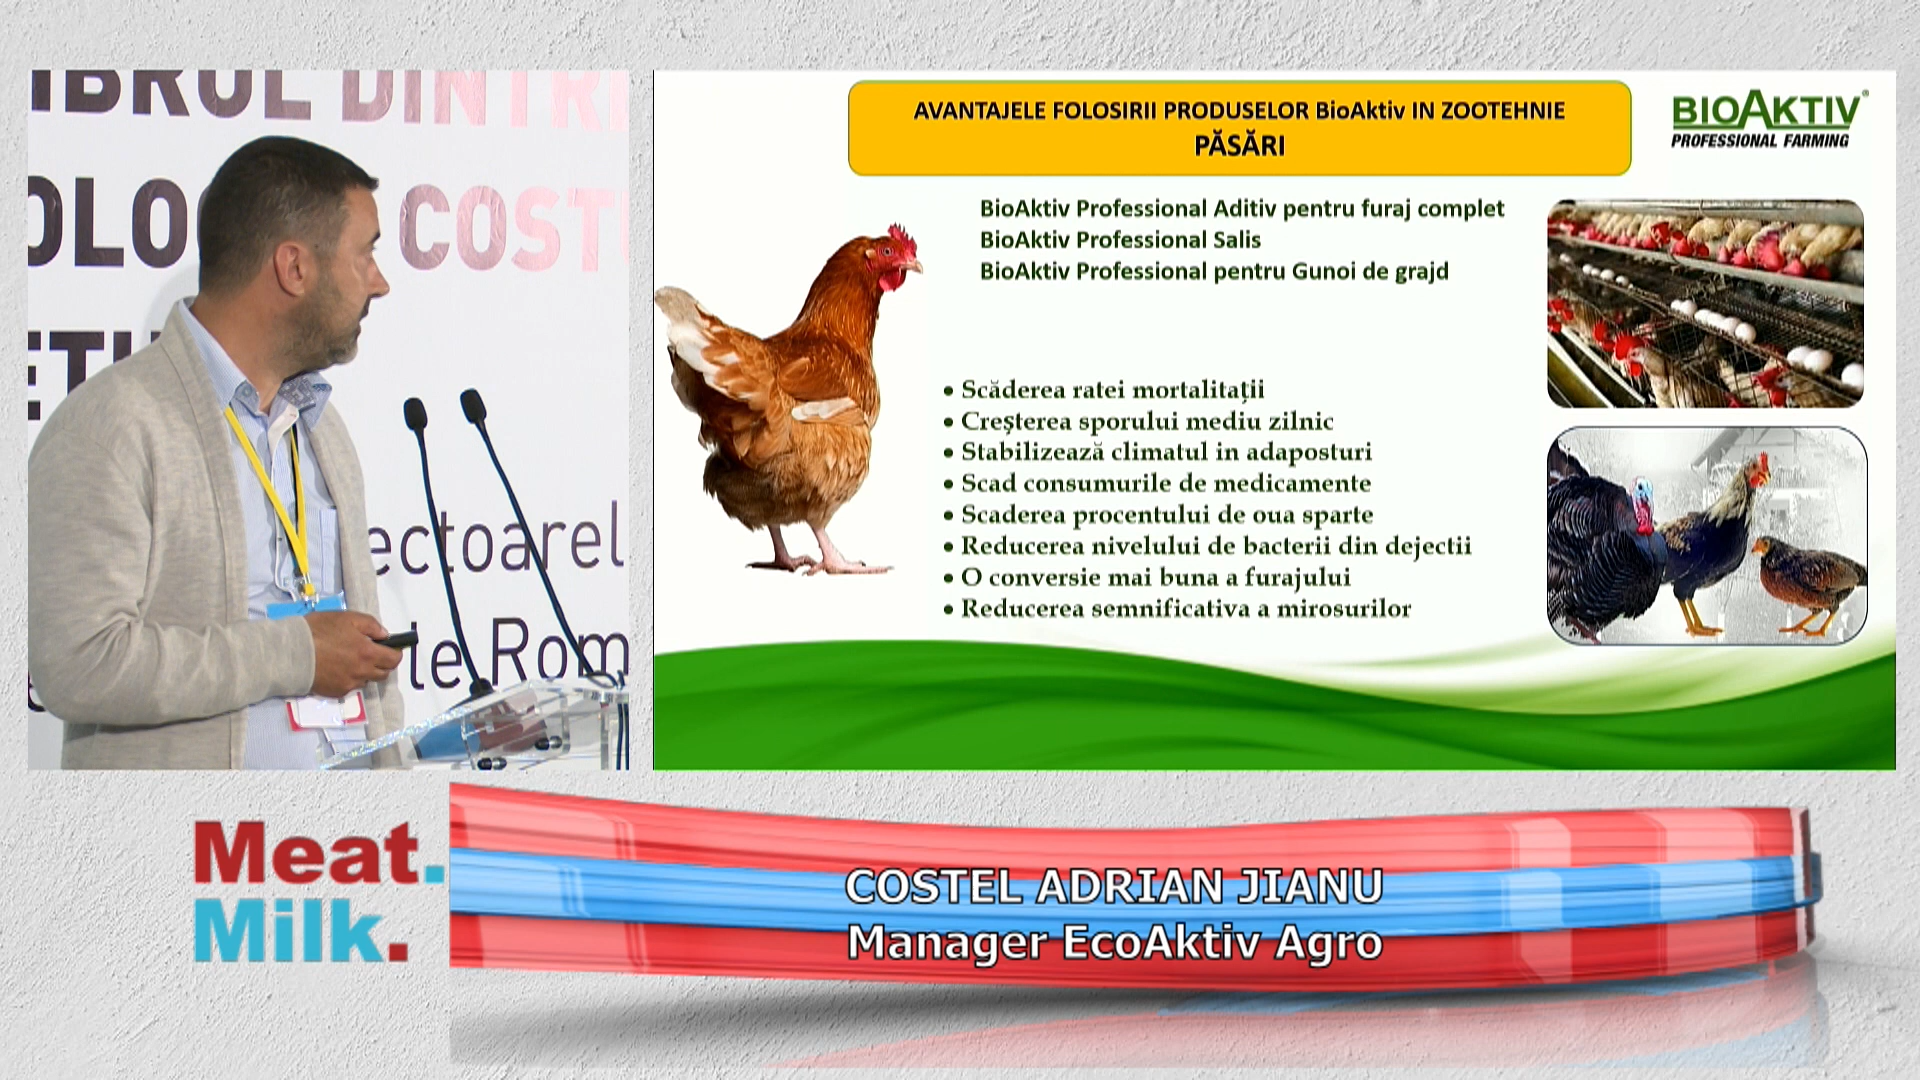 IBRUL DINTRE
COST
ectoarel
le Rom
AVANTAJELE FOLOSIRII PRODUSELOR BioAktiv IN ZOOTEHNIE
PĂSĂRI
BIOAKTIV®
PROFESSIONAL FARMING
BioAktiv Professional Aditiv pentru furaj complet
BioAktiv Professional Salis
BioAktiv Professional pentru Gunoi de grajd
• Scăderea ratei mortalității
• Creșterea sporului mediu zilnic
• Stabilizează climatul in adaposturi
• Scad consumurile de medicamente
• Scaderea procentului de oua sparte
• Reducerea nivelului de bacterii din dejectii
• O conversie mai buna a furajului
• Reducerea semnificativa a mirosurilor
Meat.
Milk.
COSTEL ADRIAN JIANU
Manager EcoAktiv Agro